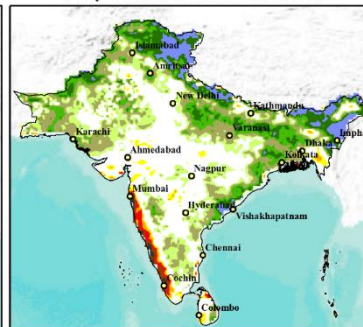 Islamabad
Amritsar
New Delhi
Kathmandu
Karachi
Varanasi
Dhaka
Imph
Ahmedabad
Kolkata
Nagpur
Mumbai
Hyderabad
Vishakhapatnam
Chennai
Cochin
Colombo